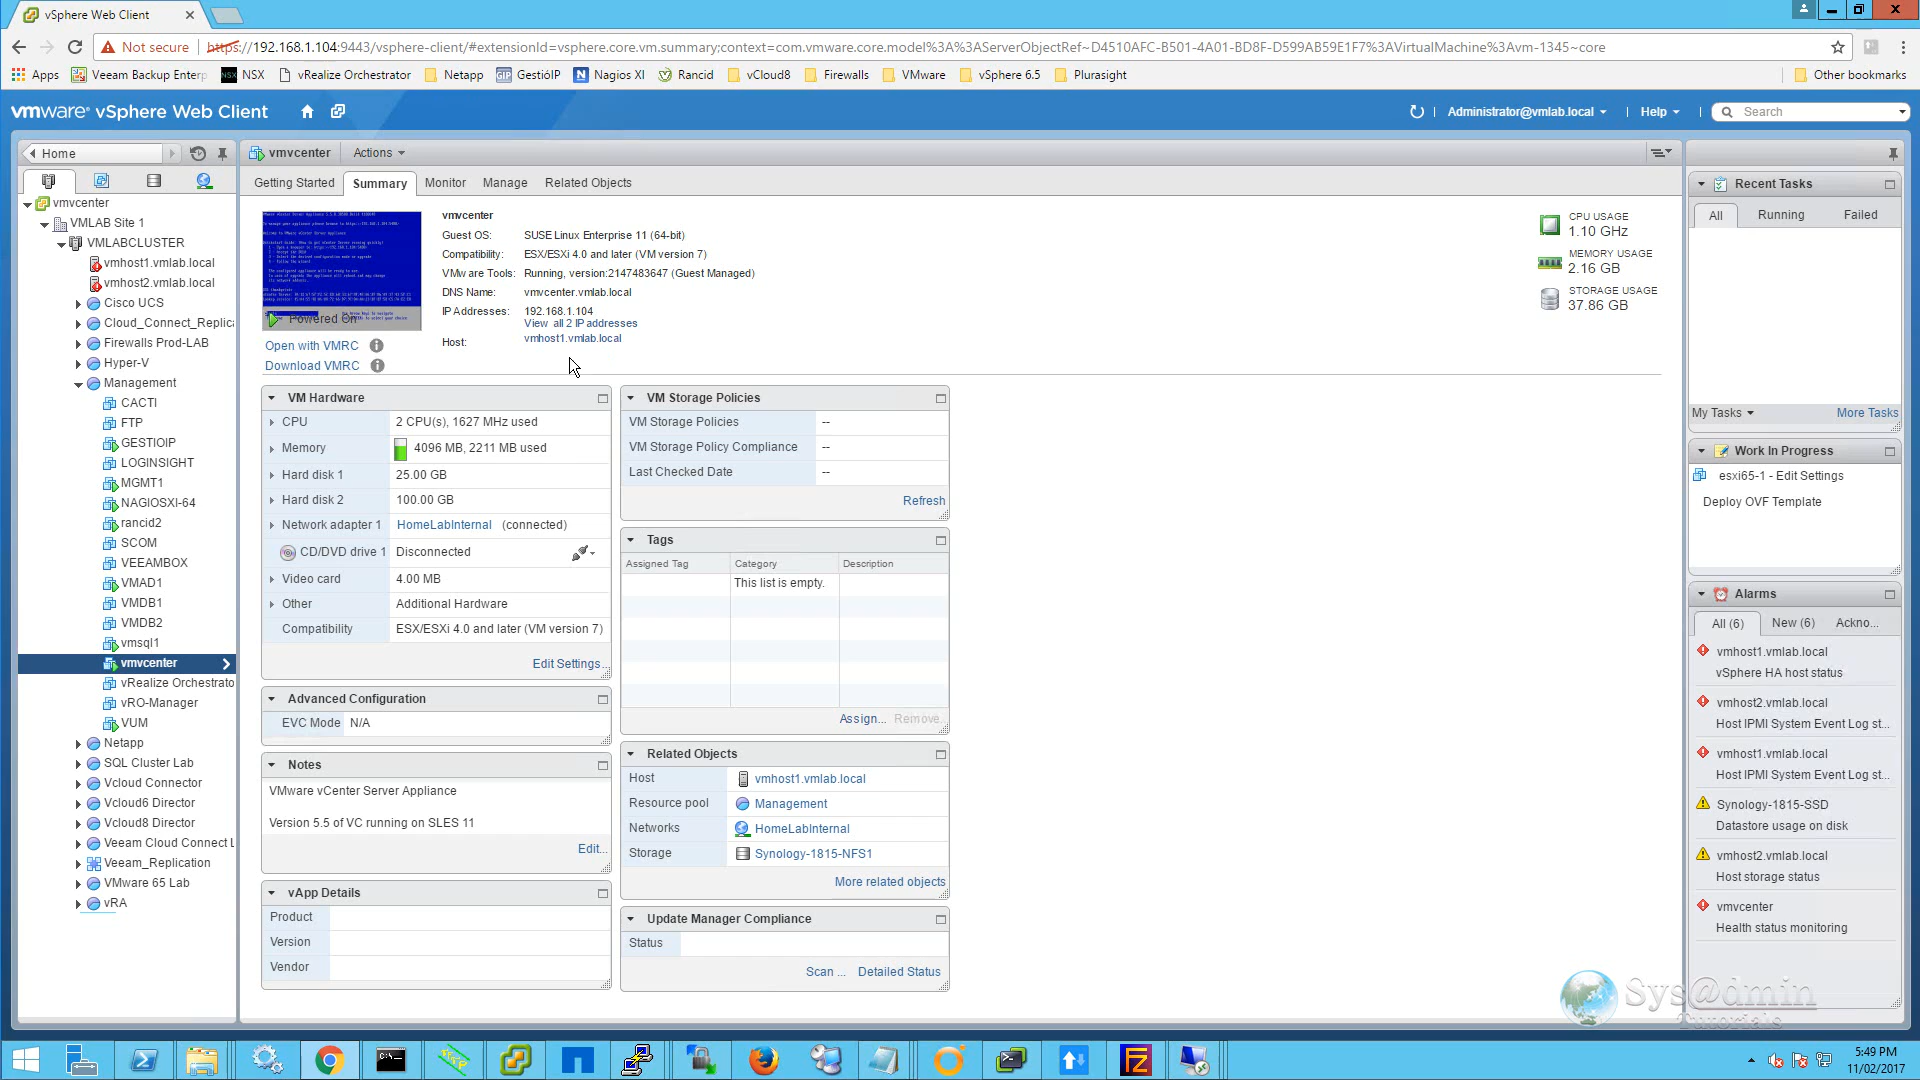 vSphere Web Client
Not secure https://192.168.1.104:9443/vsphere-client/#extensionId=vsphere.core.vm.summary;context=com.vmware.core.model%3A%3AServerObjectRef~D4510AFC-B501-4A01-BD8F-D599AB59E1F7%3AVirtualMachine%3Avm-1345~core
Apps Veeam Backup Enterp NSX vRealize Orchestrator Netapp GestióIP Nagios XI Rancid vCloud8 Firewalls VMware vSphere 6.5 Plurasight Other bookmarks
vmware vSphere Web Client Administrator@vmlab.local Help Search
Home
vmvcenter Actions
Getting Started Summary Monitor Manage Related Objects
vmvcenter
VMLAB Site 1
VMLABCLUSTER
vmhost1.vmlab.local
vmhost2.vmlab.local
Cisco UCS
Cloud_Connect_Replica
Firewalls Prod-LAB
Hyper-V
Management
CACTI
FTP
GESTIOIP
LOGINSIGHT
MGMT1
NAGIOSXI-64
rancid2
SCOM
VEEAMBOX
VMAD1
VMDB1
VMDB2
vmsql1
vmvcenter
vRealize Orchestrato
vRO-Manager
VUM
Netapp
SQL Cluster Lab
Vcloud Connector
Vcloud6 Director
Vcloud8 Director
Veeam Cloud Connect L
Veeam_Replication
VMware 65 Lab
vRA
Powered On
Open with VMRC
Download VMRC
vmvcenter
Guest OS: SUSE Linux Enterprise 11 (64-bit)
Compatibility: ESX/ESXi 4.0 and later (VM version 7)
VMware Tools: Running, version:2147483647 (Guest Managed)
DNS Name: vmvcenter.vmlab.local
IP Addresses: 192.168.1.104
View all 2 IP addresses
Host: vmhost1.vmlab.local
CPU USAGE
1.10 GHz
MEMORY USAGE
2.16 GB
STORAGE USAGE
37.86 GB
VM Hardware
CPU 2 CPU(s), 1627 MHz used
Memory 4096 MB, 2211 MB used
Hard disk 1 25.00 GB
Hard disk 2 100.00 GB
Network adapter 1 HomeLabInternal (connected)
CD/DVD drive 1 Disconnected
Video card 4.00 MB
Other Additional Hardware
Compatibility ESX/ESXi 4.0 and later (VM version 7)
Edit Settings...
Advanced Configuration
EVC Mode N/A
Notes
VMware vCenter Server Appliance
Version 5.5 of VC running on SLES 11
Edit...
vApp Details
Product
Version
Vendor
VM Storage Policies
VM Storage Policies --
VM Storage Policy Compliance --
Last Checked Date --
Refresh
Tags
Assigned Tag Category Description
This list is empty.
Assign... Remove...
Related Objects
Host vmhost1.vmlab.local
Resource pool Management
Networks HomeLabInternal
Storage Synology-1815-NFS1
More related objects
Update Manager Compliance
Status
Scan ... Detailed Status
Recent Tasks
All Running Failed
My Tasks More Tasks
Work In Progress
esxi65-1 - Edit Settings
Deploy OVF Template
Alarms
All (6) New (6) Ackno...
vmhost1.vmlab.local
vSphere HA host status
vmhost2.vmlab.local
Host IPMI System Event Log st...
vmhost1.vmlab.local
Host IPMI System Event Log st...
Synology-1815-SSD
Datastore usage on disk
vmhost2.vmlab.local
Host storage status
vmvcenter
Health status monitoring
Sys@dmin
Tutorials
5:49 PM
11/02/2017